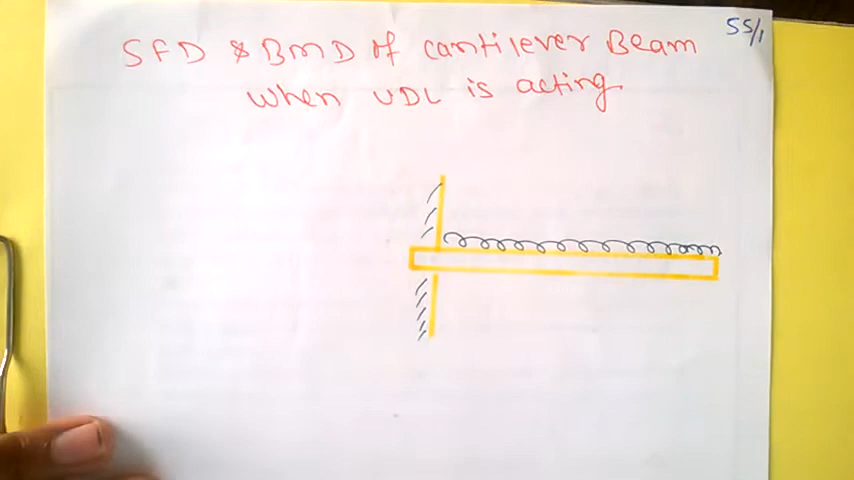 55/1
SFD & BMD of cantilever Beam
when UDL is acting